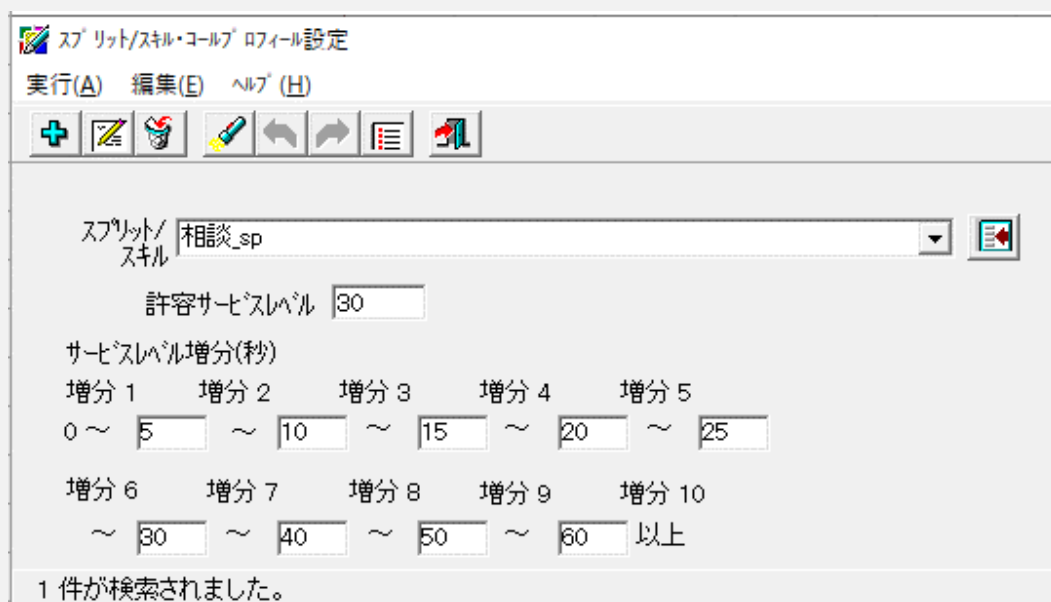 スプリット/スキル・コールプロフィール設定
実行(A) 編集(E) ヘルプ(H)
スプリット/
スキル
相談_sp
許容サービスレベル 30
サービスレベル増分(秒)
増分 1 増分 2 増分 3 増分 4 増分 5
0 ~ 5 ~ 10 ~ 15 ~ 20 ~ 25
増分 6 増分 7 増分 8 増分 9 増分 10
~ 30 ~ 40 ~ 50 ~ 60 以上
1 件が検索されました。